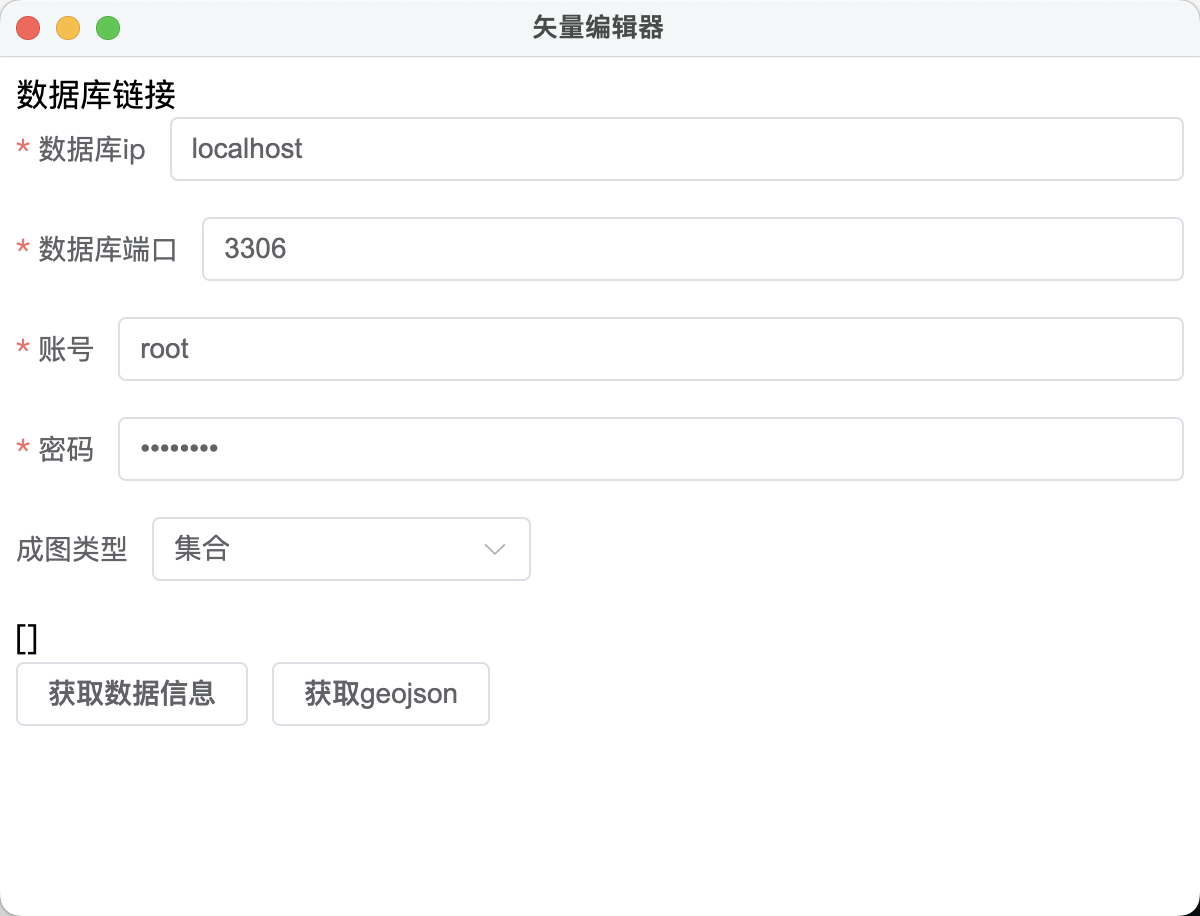 矢量编辑器
数据库链接
* 数据库ip localhost
* 数据库端口 3306
* 账号 root
* 密码 ••••••••
成图类型 集合
[]
获取数据信息 获取geojson